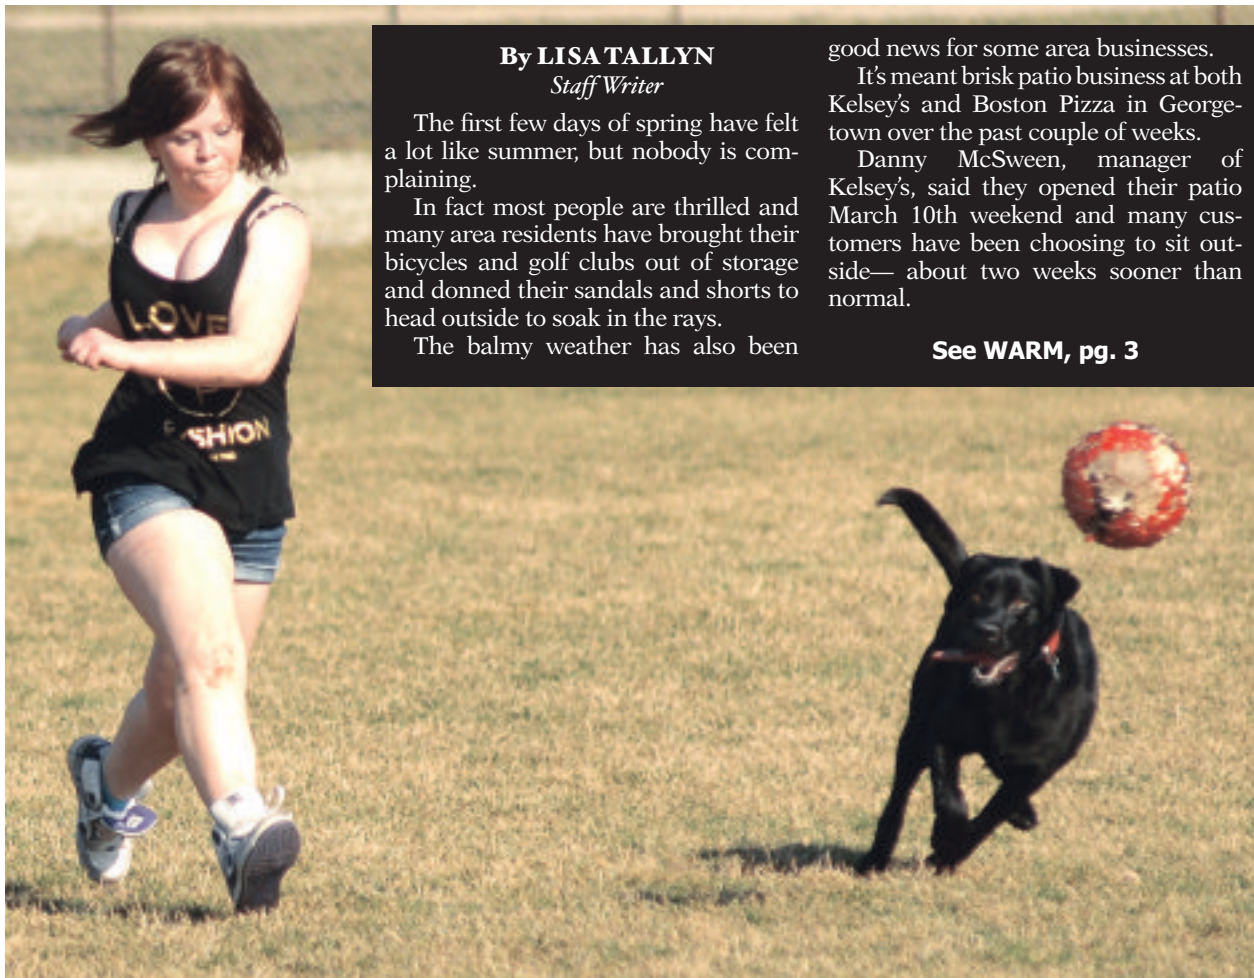 By LISA TALLYN
Staff Writer
The first few days of spring have felt
a lot like summer, but nobody is com-
plaining.
In fact most people are thrilled and
many area residents have brought their
bicycles and golf clubs out of storage
and donned their sandals and shorts to
head outside to soak in the rays.
The balmy weather has also been
good news for some area businesses.
It's meant brisk patio business at both
Kelsey's and Boston Pizza in George-
town over the past couple of weeks.
Danny McSween, manager of
Kelsey's, said they opened their patio
March 10th weekend and many cus-
tomers have been choosing to sit out-
side— about two weeks sooner than
normal.
See WARM, pg. 3
LOVE